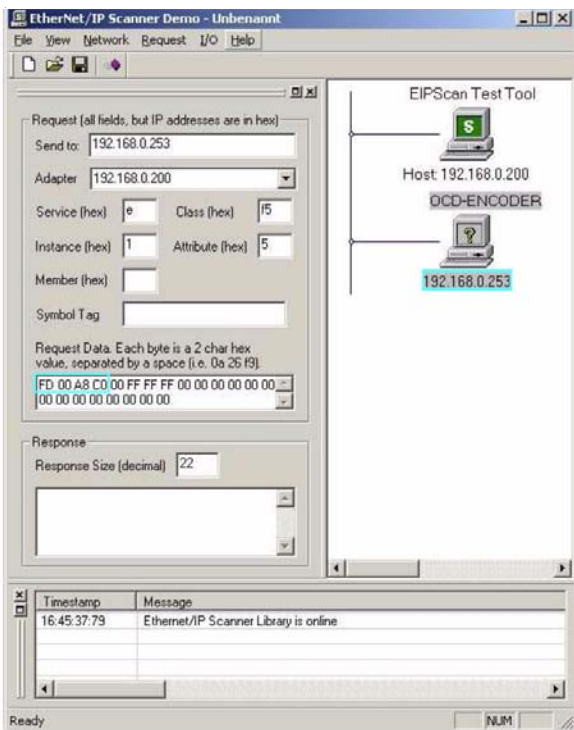 EtherNet/IP Scanner Demo - Unbenannt
File View Network Request I/O Help
Request (all fields, but IP addresses are in hex)
Send to: 192.168.0.253
Adapter 192.168.0.200
Service (hex) e Class (hex) f5
Instance (hex) 1 Attribute (hex) 5
Member (hex)
Symbol Tag
Request Data. Each byte is a 2 char hex
value, separated by a space (i.e. 0a 26 f9).
FD 00 A8 C0 00 FF FF FF 00 00 00 00 00 00
00 00 00 00 00 00 00 00
Response
Response Size (decimal) 22
EIPScan Test Tool
S
Host: 192.168.0.200
OCD-ENCODER
?
192.168.0.253
Timestamp Message
16:45:37:79 Ethernet/IP Scanner Library is online
Ready NUM